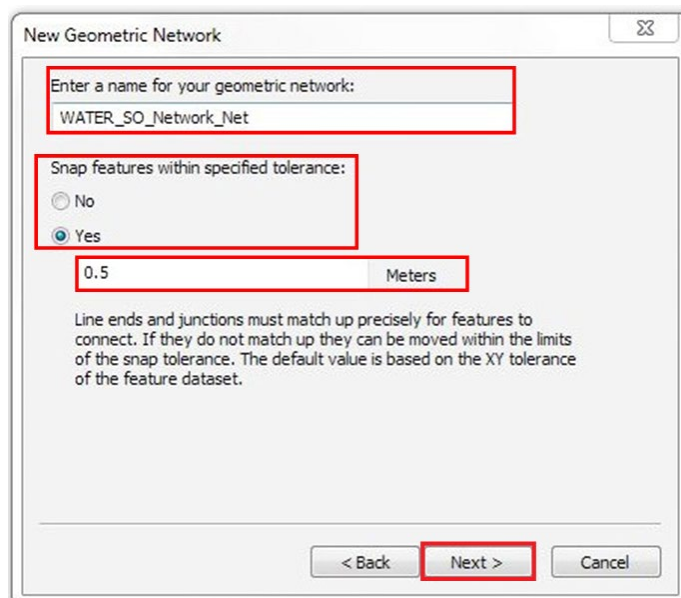 New Geometric Network
Enter a name for your geometric network:
WATER_SO_Network_Net
Snap features within specified tolerance:
No
Yes
0.5 Meters
Line ends and junctions must match up precisely for features to
connect. If they do not match up they can be moved within the limits
of the snap tolerance. The default value is based on the XY tolerance
of the feature dataset.
< Back Next > Cancel